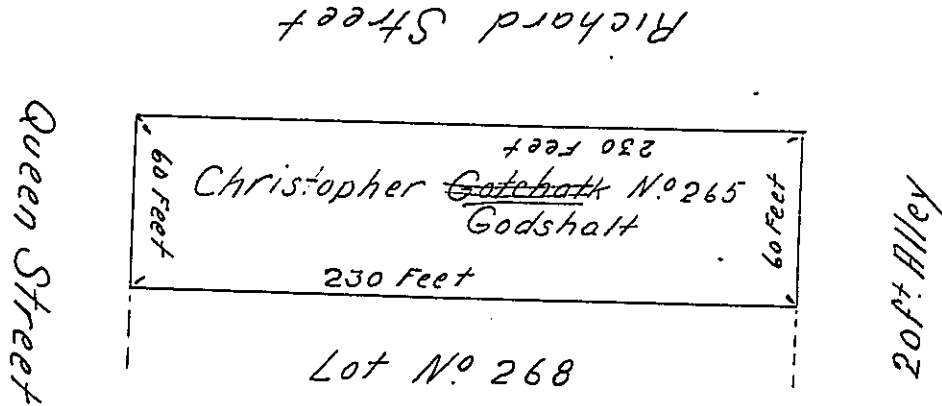 Richard Street
Queen Street
230 Feet
60 Feet
Christopher Gotchalk Nº 265
Godshalt
60 Feet
230 Feet
20 Ft. Alley
Lot Nº 268